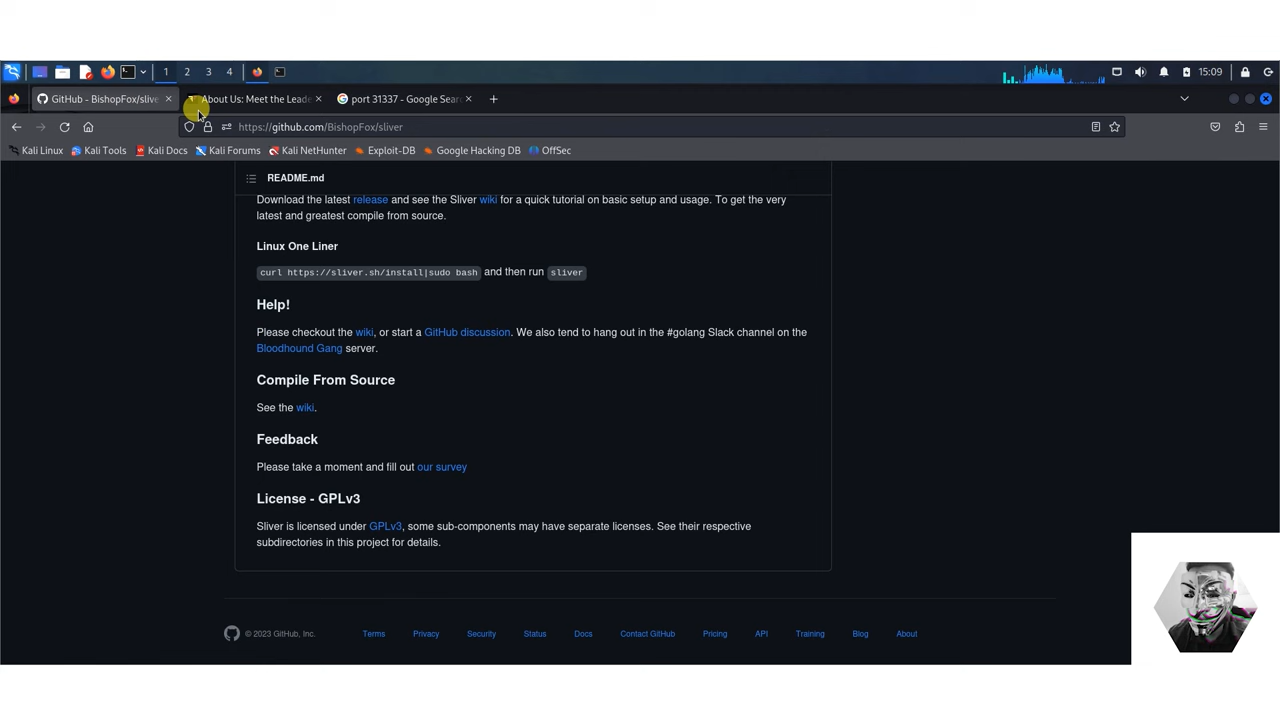 1 2 3 4 15:09
GitHub - BishopFox/slive About Us: Meet the Leade port 31337 - Google Searc
https://github.com/BishopFox/sliver
Kali Linux Kali Tools Kali Docs Kali Forums Kali NetHunter Exploit-DB Google Hacking DB OffSec
README.md
Download the latest release and see the Sliver wiki for a quick tutorial on basic setup and usage. To get the very
latest and greatest compile from source.
Linux One Liner
curl https://sliver.sh/install|sudo bash and then run sliver
Help!
Please checkout the wiki, or start a GitHub discussion. We also tend to hang out in the #golang Slack channel on the
Bloodhound Gang server.
Compile From Source
See the wiki.
Feedback
Please take a moment and fill out our survey
License - GPLv3
Sliver is licensed under GPLv3, some sub-components may have separate licenses. See their respective
subdirectories in this project for details.
© 2023 GitHub, Inc. Terms Privacy Security Status Docs Contact GitHub Pricing API Training Blog About